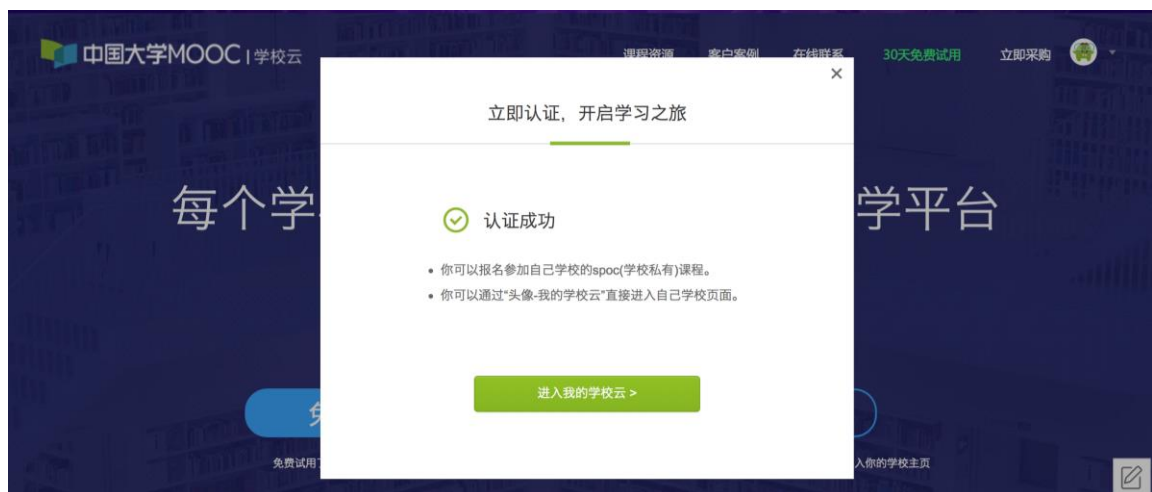 中国大学MOOC | 学校云
课程资源 客户案例 在线联系 30天免费试用 立即采购
×
立即认证，开启学习之旅
每个学
学平台
认证成功
• 你可以报名参加自己学校的spoc(学校私有)课程。
• 你可以通过“头像-我的学校云”直接进入自己学校页面。
进入我的学校云 >
免费试用
入你的学校主页